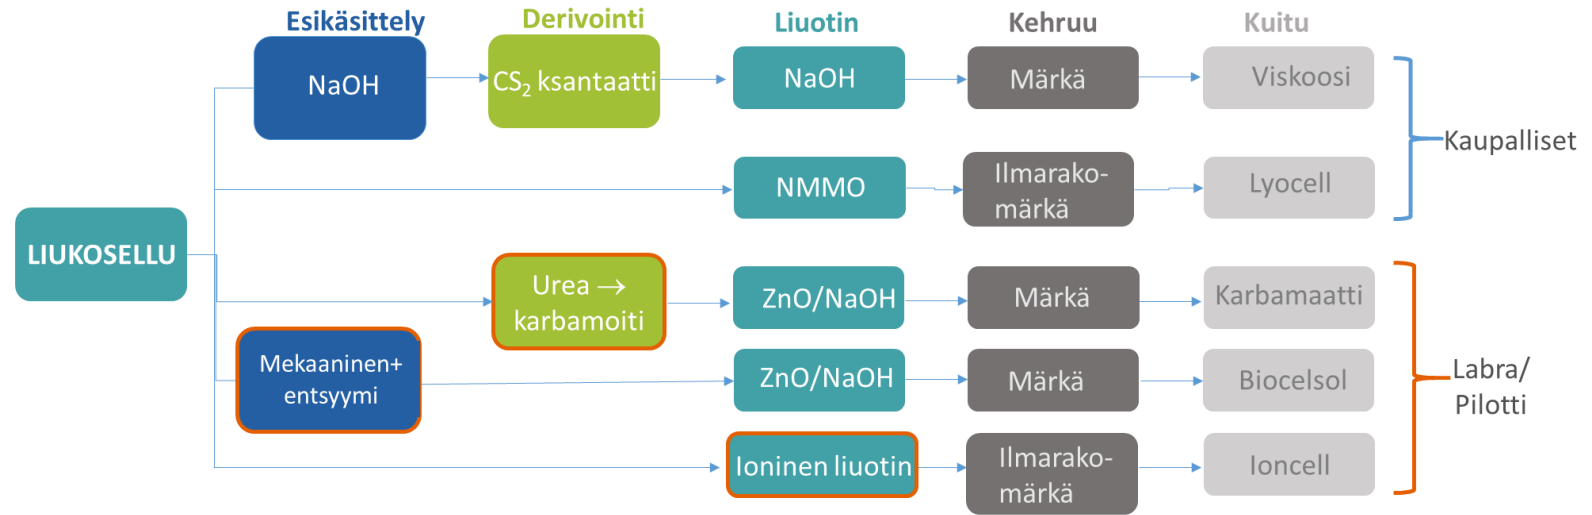 Esikäsittely
Derivointi
Liuotin
Kehruu
Kuitu
NaOH
CS₂ ksantaatti
NaOH
Märkä
Viskoosi
Kaupalliset
NMMO
Ilmarako-
märkä
Lyocell
LIUKOSELLU
Urea →
karbamoiti
ZnO/NaOH
Märkä
Karbamaatti
Mekaaninen+
entsyymi
ZnO/NaOH
Märkä
Biocelsol
Labra/
Pilotti
Ioninen liuotin
Ilmarako-
märkä
Ioncell